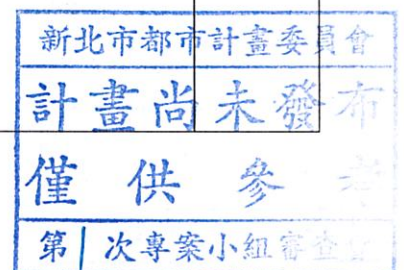 新北市都市計畫委員會
計畫尚未發布
僅供參考
第1次專案小組審查